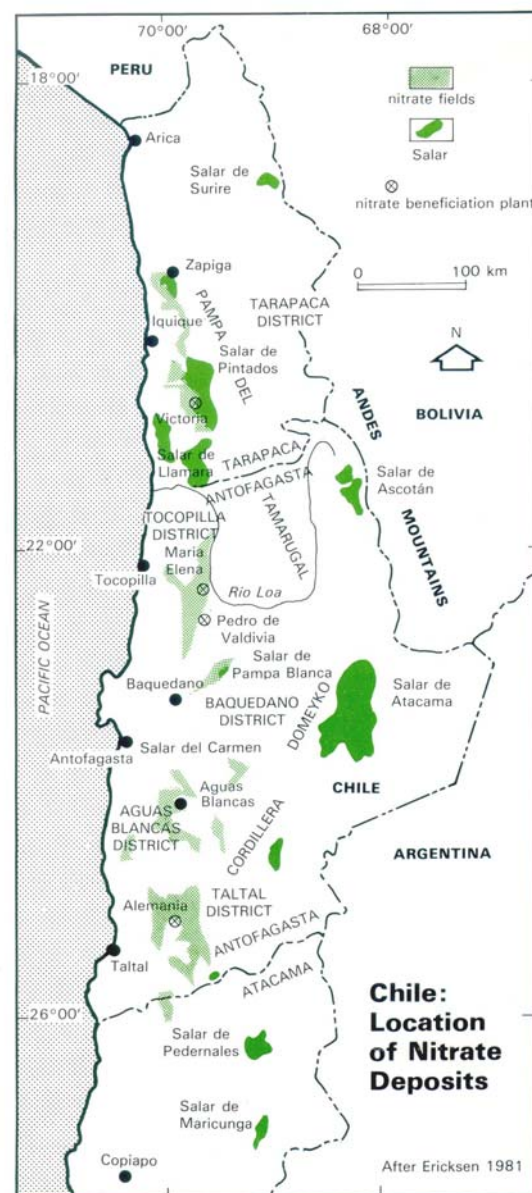 70°00'
68°00'
PERU
18°00'
nitrate fields
Arica
Salar
Salar de
Surire
nitrate beneficiation plant
Zapiga
0
100 km
PAMPA
DEL
TAMARUGAL
TARAPACA
DISTRICT
Iquique
N
Salar de
Pintados
ANDES
MOUNTAINS
BOLIVIA
Victoria
Salar de
Llamara
TARAPACA
ANTOFAGASTA
Salar de
Ascotán
TOCOPILLA
DISTRICT
22°00'
Maria
Elena
Tocopilla
Rio Loa
PACIFIC OCEAN
Pedro de
Valdivia
Salar de
Pampa Blanca
Baquedano
BAQUEDANO
DISTRICT
Salar de
Atacama
CORDILLERA
DOMEYKO
Antofagasta
Salar del Carmen
CHILE
Aguas
Blancas
AGUAS
BLANCAS
DISTRICT
ARGENTINA
TALTAL
DISTRICT
Alemania
ANTOFAGASTA
ATACAMA
Taltal
26°00'
Chile:
Location
of Nitrate
Deposits
Salar de
Pedernales
Salar de
Maricunga
Copiapo
After Ericksen 1981